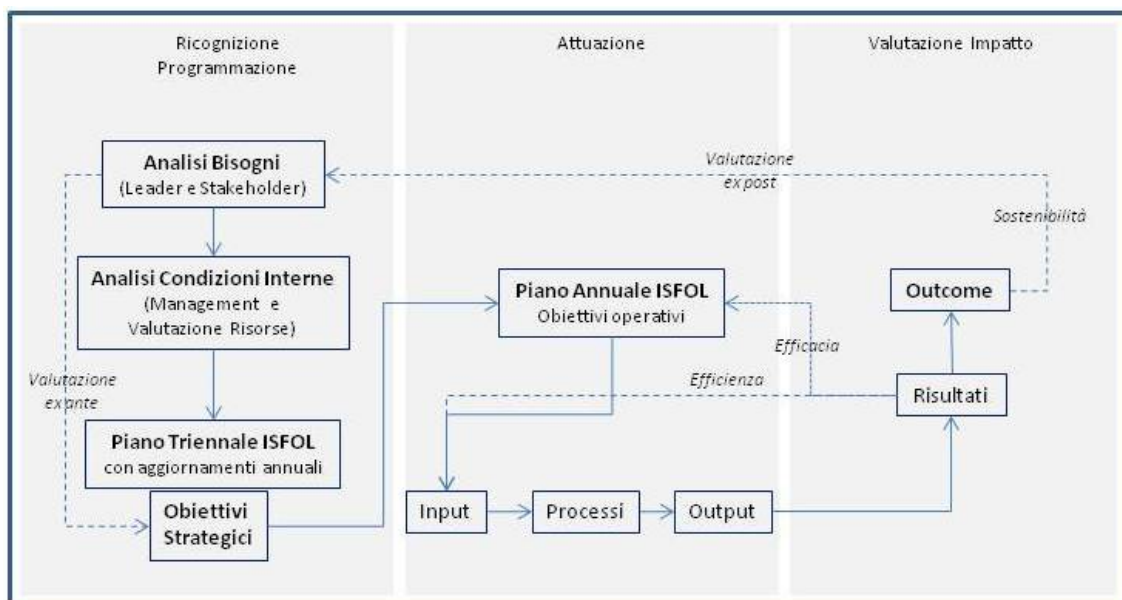 Ricognizione
Programmazione
Attuazione
Valutazione Impatto
Analisi Bisogni
(Leader e Stakeholder)
Valutazione
ex post
Sostenibilità
Analisi Condizioni Interne
(Management e
Valutazione Risorse)
Piano Annuale ISFOL
Obiettivi operativi
Outcome
Efficacia
Valutazione
ex ante
Efficienza
Risultati
Piano Triennale ISFOL
con aggiornamenti annuali
Obiettivi
Strategici
Input
Processi
Output